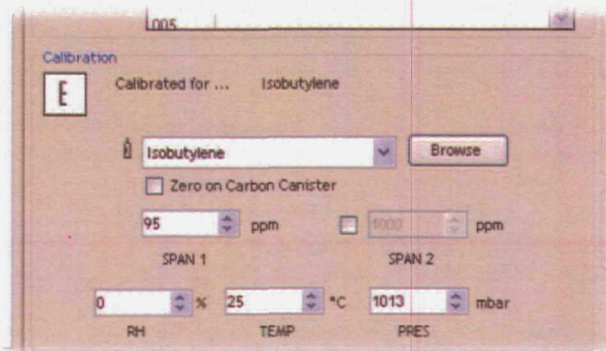 005
Calibration
E Calibrated for ... Isobutylene
Isobutylene Browse
Zero on Carbon Canister
95 ppm 1000 ppm
SPAN 1 SPAN 2
0 % 25 °C 1013 mbar
RH TEMP PRES